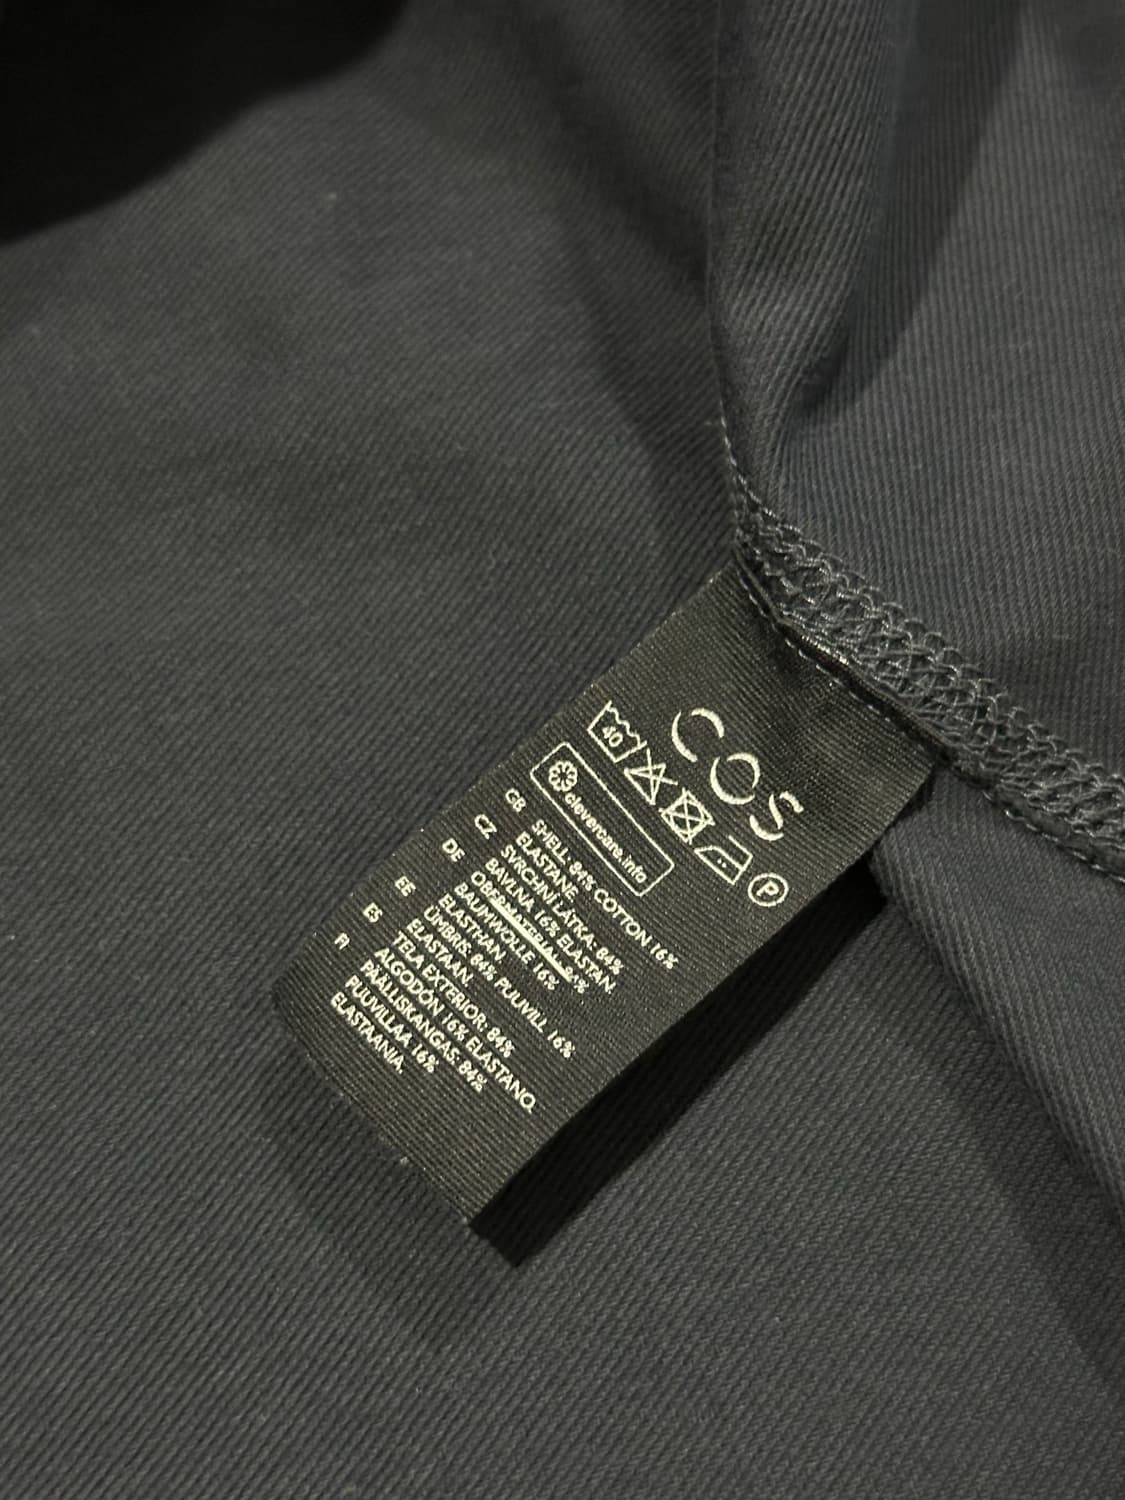 COS
40
P
clevercare.info
GB SHELL: 84% COTTON 16%
ELASTANE
CZ SVRCHNÍ LÁTKA: 84%
BAVLNA 16% ELASTAN.
DE OBERMATERIAL: 84%
BAUMWOLLE 16%
ELASTHAN.
EE ÜMBRIS: 84% PUUVILL 16%
ELASTAAN.
ES TELA EXTERIOR: 84%
ALGODÓN 16% ELASTANO.
FI PÄÄLLISKANGAS: 84%
PUUVILLAA 16%
ELASTAANIA.